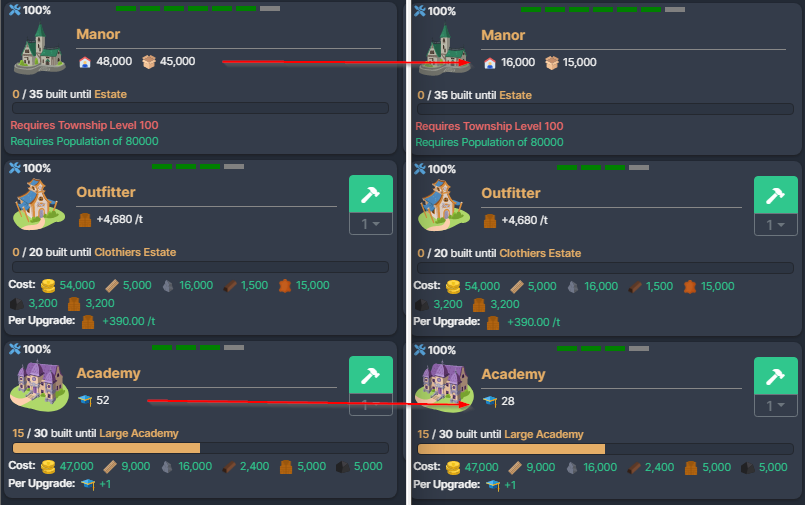 100%
Manor
48,000 45,000
0 / 35 built until Estate
Requires Township Level 100
Requires Population of 80000
100%
Outfitter
+4,680 /t
1
0 / 20 built until Clothiers Estate
Cost: 54,000 5,000 16,000 1,500 15,000
3,200 3,200
Per Upgrade: +390.00 /t
100%
Academy
52
1
15 / 30 built until Large Academy
Cost: 47,000 9,000 16,000 2,400 5,000 5,000
Per Upgrade: +1
100%
Manor
16,000 15,000
0 / 35 built until Estate
Requires Township Level 100
Requires Population of 80000
100%
Outfitter
+4,680 /t
1
0 / 20 built until Clothiers Estate
Cost: 54,000 5,000 16,000 1,500 15,000
3,200 3,200
Per Upgrade: +390.00 /t
100%
Academy
28
1
15 / 30 built until Large Academy
Cost: 47,000 9,000 16,000 2,400 5,000 5,000
Per Upgrade: +1